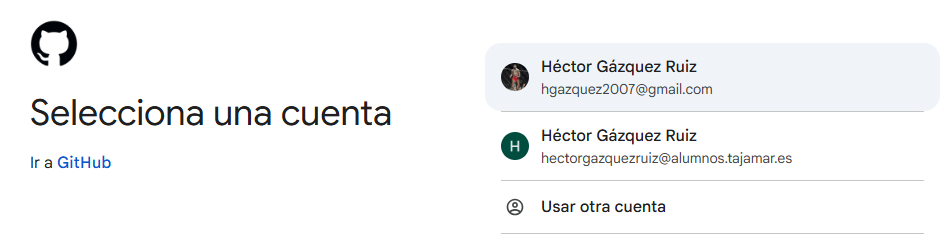 Selecciona una cuenta
Ir a GitHub
Héctor Gázquez Ruiz
hgazquez2007@gmail.com
H
Héctor Gázquez Ruiz
hectorgazquezruiz@alumnos.tajamar.es
Usar otra cuenta